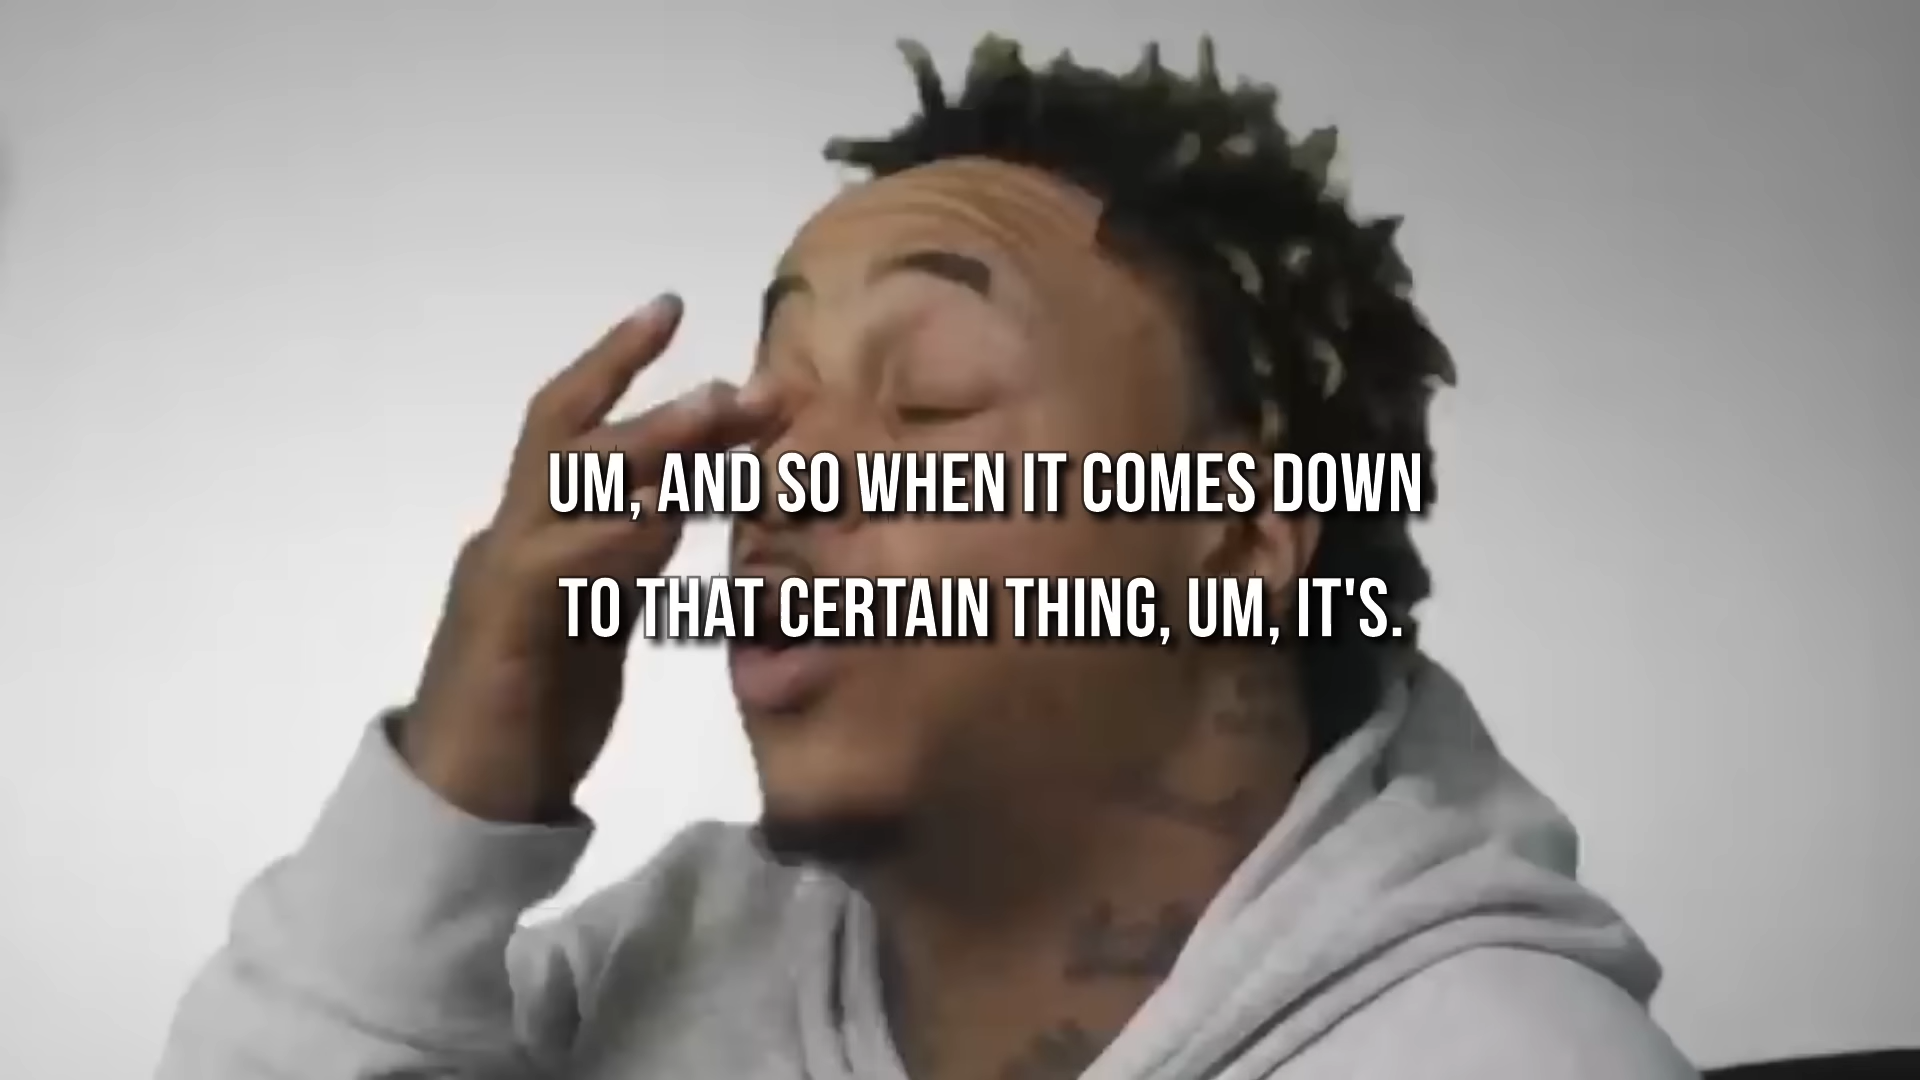 UM, AND SO WHEN IT COMES DOWN
TO THAT CERTAIN THING, UM, IT'S.